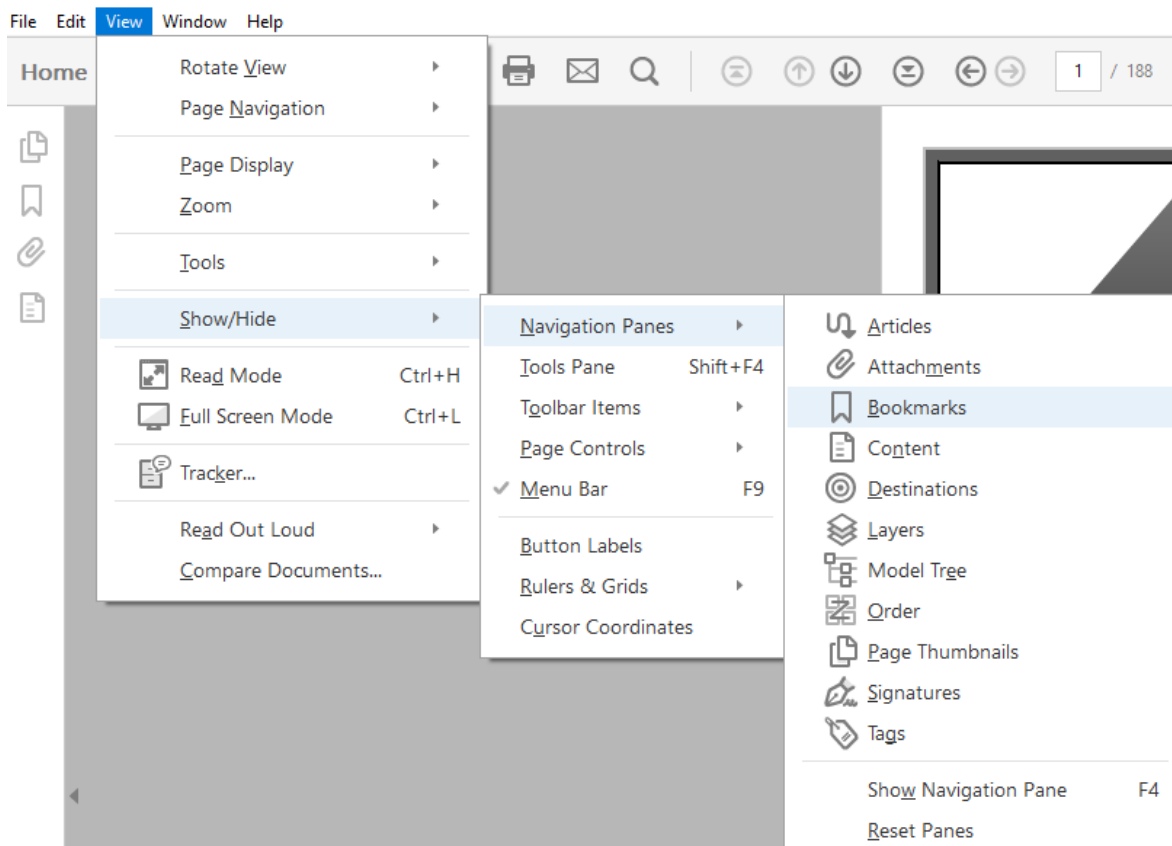 File Edit View Window Help
Home
1 / 188
Rotate View
Page Navigation
Page Display
Zoom
Tools
Show/Hide
Read Mode Ctrl+H
Full Screen Mode Ctrl+L
Tracker...
Read Out Loud
Compare Documents...
Navigation Panes
Tools Pane Shift+F4
Toolbar Items
Page Controls
Menu Bar F9
Button Labels
Rulers & Grids
Cursor Coordinates
Articles
Attachments
Bookmarks
Content
Destinations
Layers
Model Tree
Order
Page Thumbnails
Signatures
Tags
Show Navigation Pane F4
Reset Panes